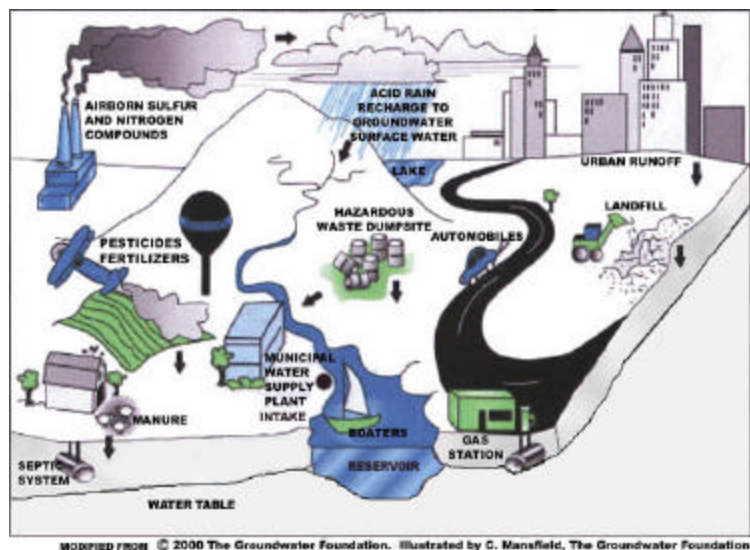 AIRBORN SULFUR
AND NITROGEN
COMPOUNDS
ACID RAIN
RECHARGE TO
GROUNDWATER
SURFACE WATER
LAKE
URBAN RUNOFF
PESTICIDES
FERTILIZERS
HAZARDOUS
WASTE DUMPSITE
AUTOMOBILES
LANDFILL
MUNICIPAL
WATER
SUPPLY
PLANT
INTAKE
MANURE
BOATERS
GAS
STATION
SEPTIC
SYSTEM
RESERVOIR
WATER TABLE
MODIFIED FROM © 2000 The Groundwater Foundation. Illustrated by C. Mansfield, The Groundwater Foundation